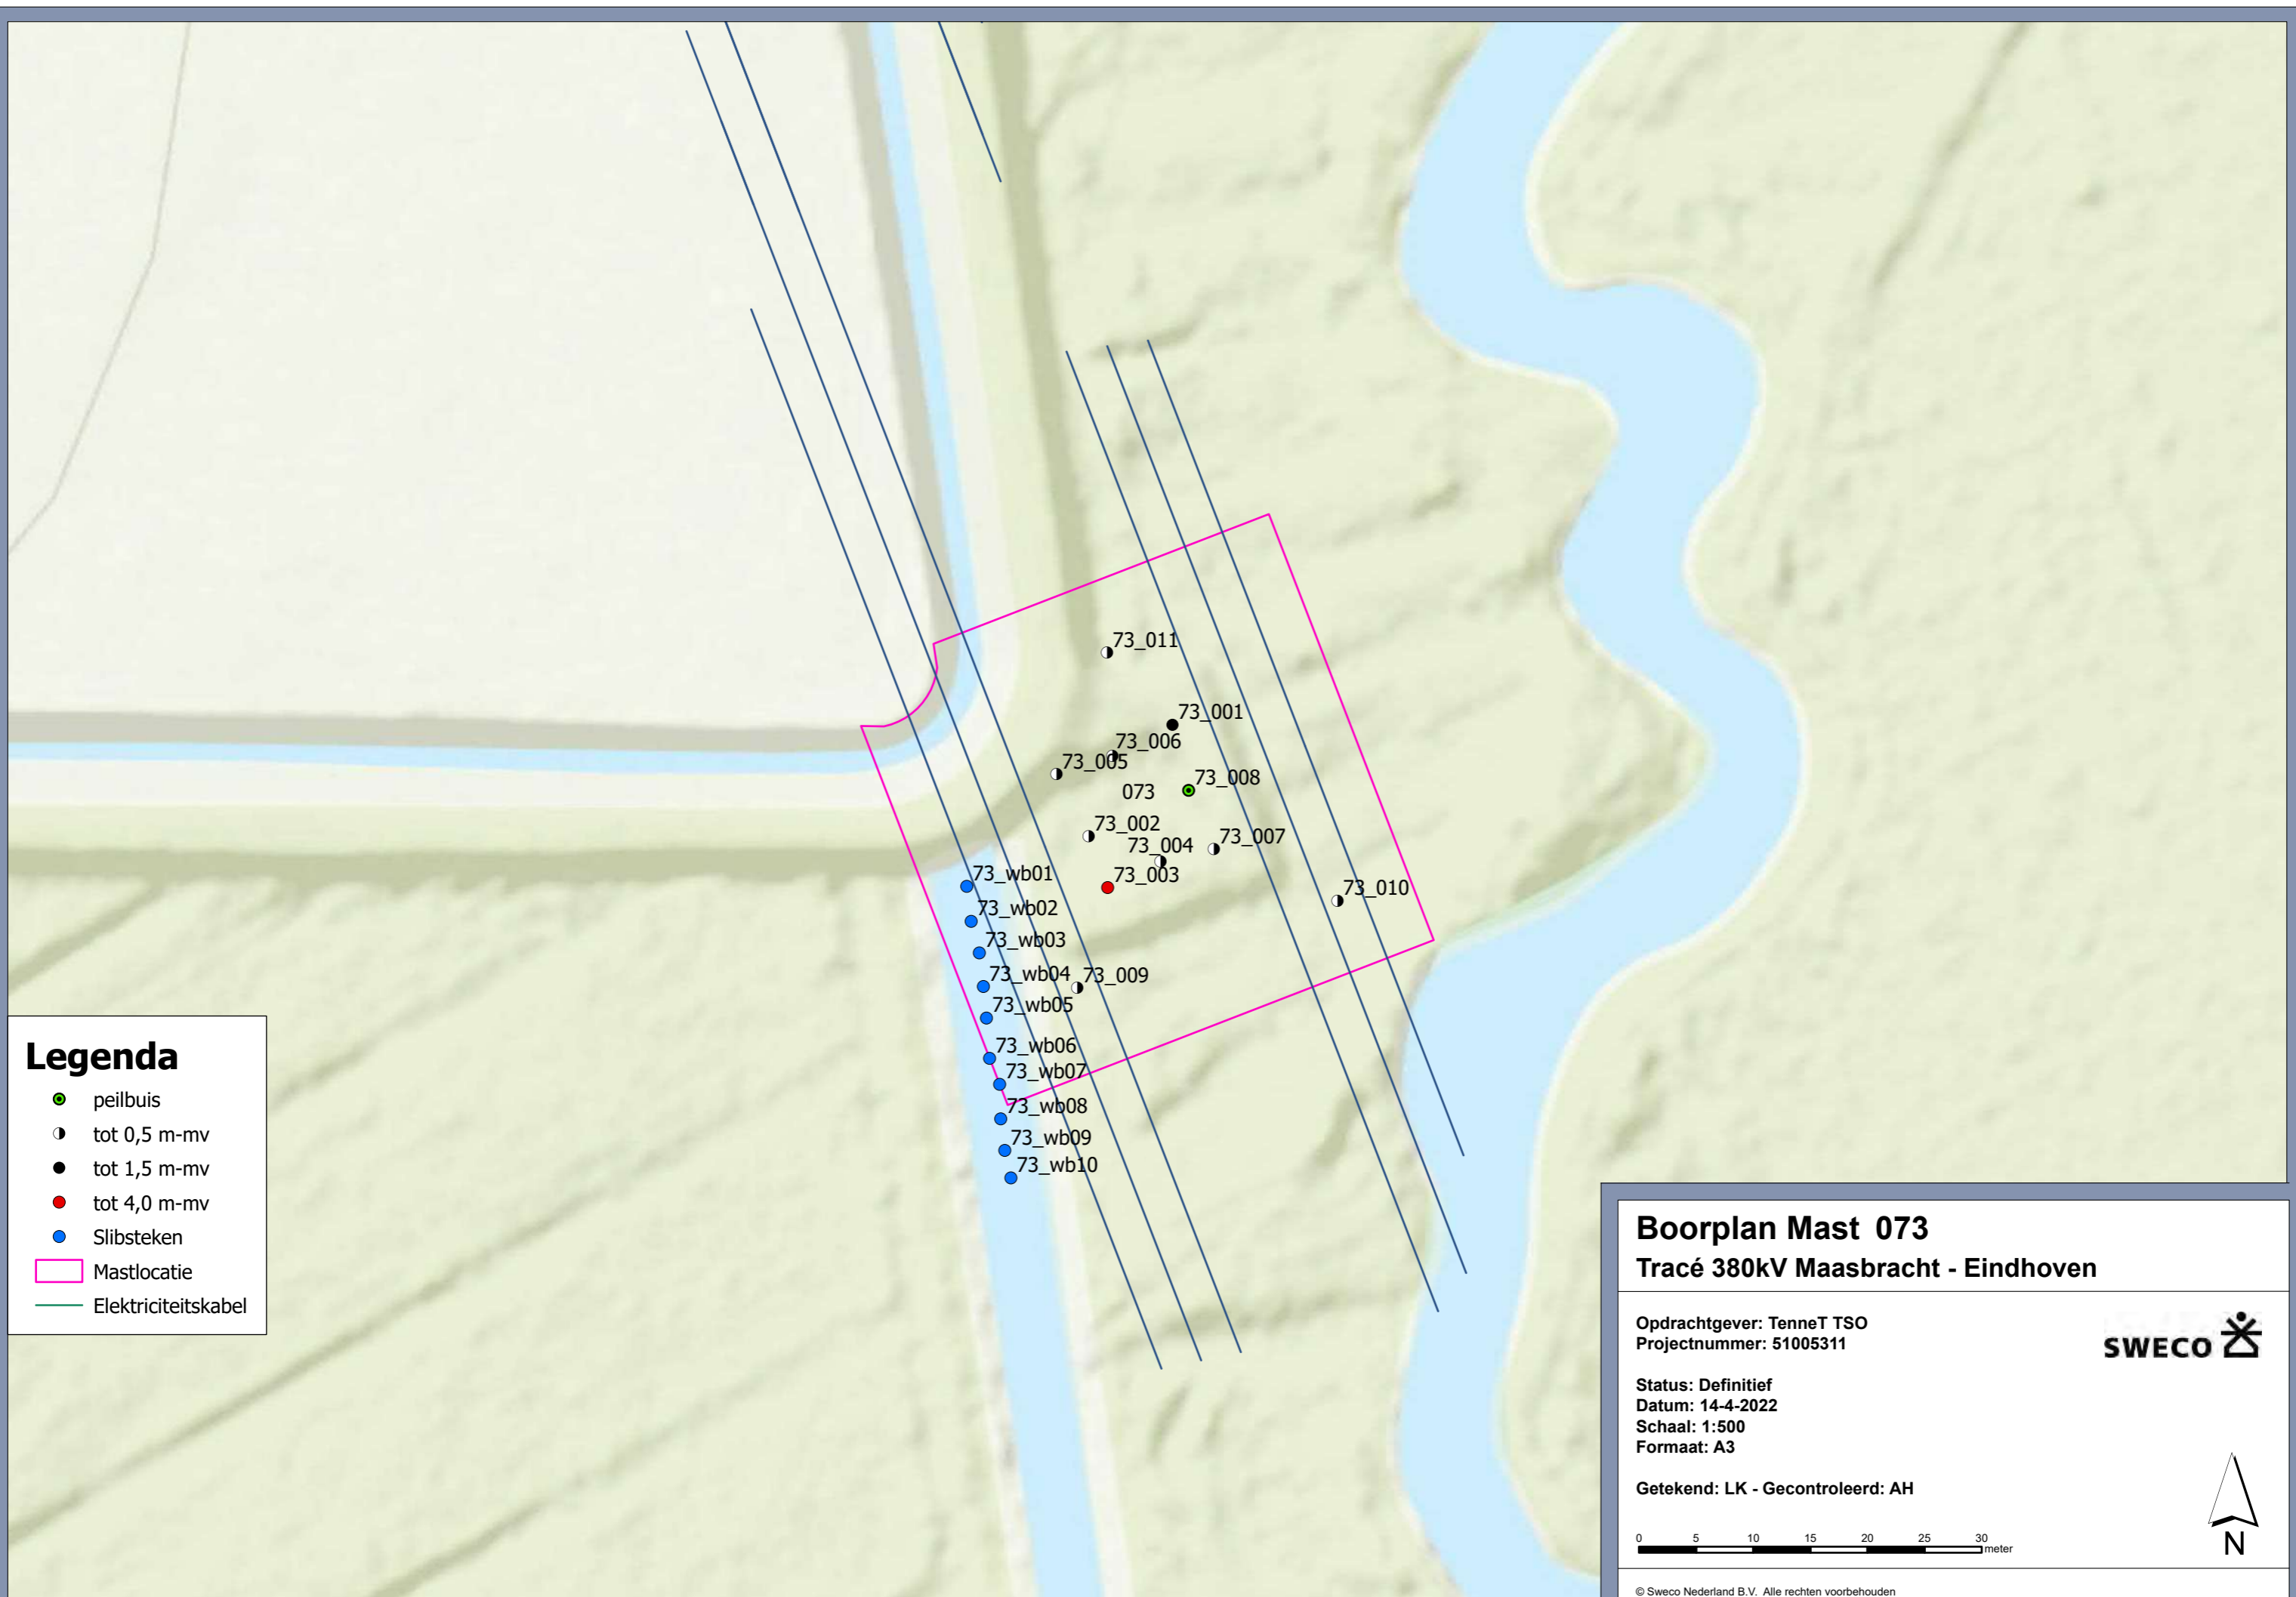 73_011
73_001
73_006
73_005
73_008
073
73_002
73_004
73_007
73_003
73_010
73_wb01
73_wb02
73_wb03
73_wb04
73_009
73_wb05
73_wb06
73_wb07
73_wb08
73_wb09
73_wb10
Legenda
peilbuis
tot 0,5 m-mv
tot 1,5 m-mv
tot 4,0 m-mv
Slibsteken
Mastlocatie
Elektriciteitskabel
Boorplan Mast 073
Tracé 380kV Maasbracht - Eindhoven
Opdrachtgever: TenneT TSO
Projectnummer: 51005311
SWECO
Status: Definitief
Datum: 14-4-2022
Schaal: 1:500
Formaat: A3
Getekend: LK - Gecontroleerd: AH
0 5 10 15 20 25 30
meter
N
© Sweco Nederland B.V. Alle rechten voorbehouden